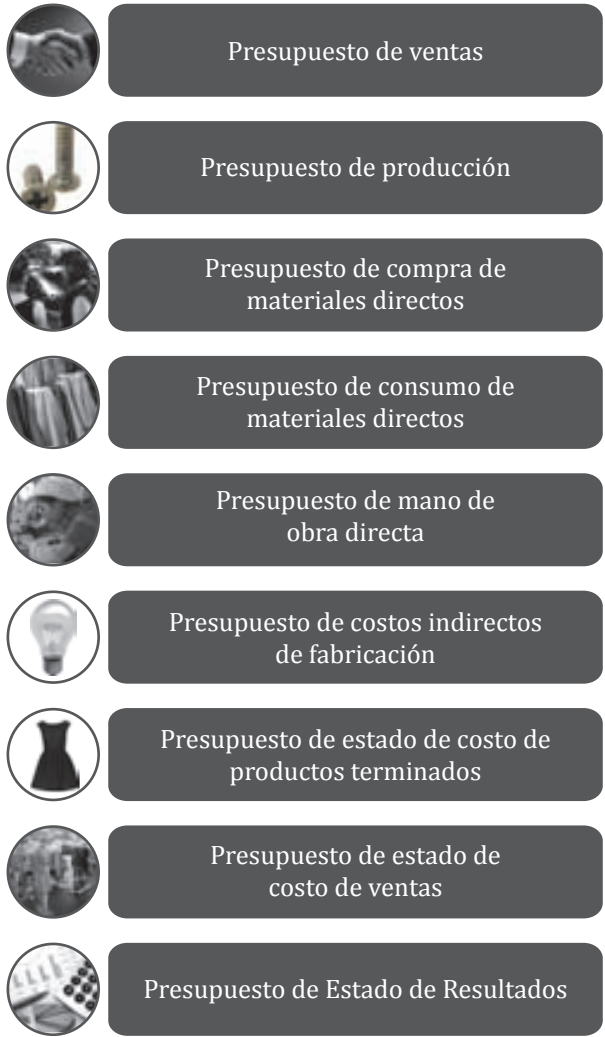 Presupuesto de ventas
Presupuesto de producción
Presupuesto de compra de
materiales directos
Presupuesto de consumo de
materiales directos
Presupuesto de mano de
obra directa
Presupuesto de costos indirectos
de fabricación
Presupuesto de estado de costo de
productos terminados
Presupuesto de estado de
costo de ventas
Presupuesto de Estado de Resultados